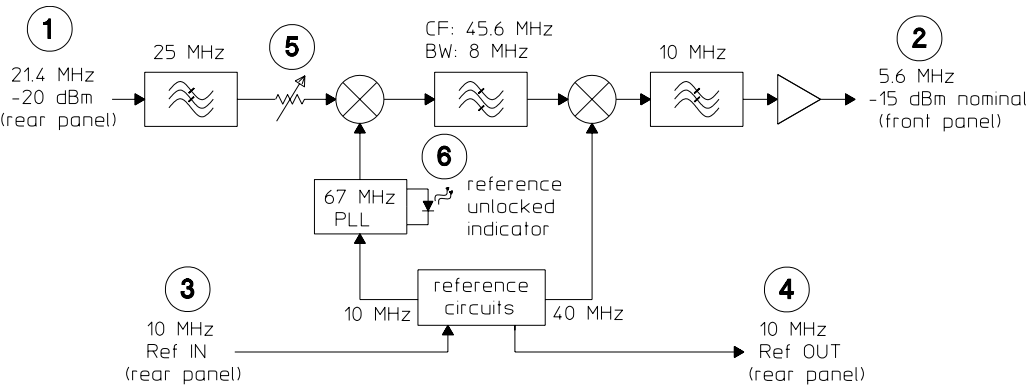 1
21.4 MHz
-20 dBm
(rear panel)
25 MHz
5
CF: 45.6 MHz
BW: 8 MHz
10 MHz
2
5.6 MHz
-15 dBm nominal
(front panel)
67 MHz
PLL
6
reference
unlocked
indicator
3
10 MHz
Ref IN
(rear panel)
10 MHz
reference
circuits
40 MHz
4
10 MHz
Ref OUT
(rear panel)